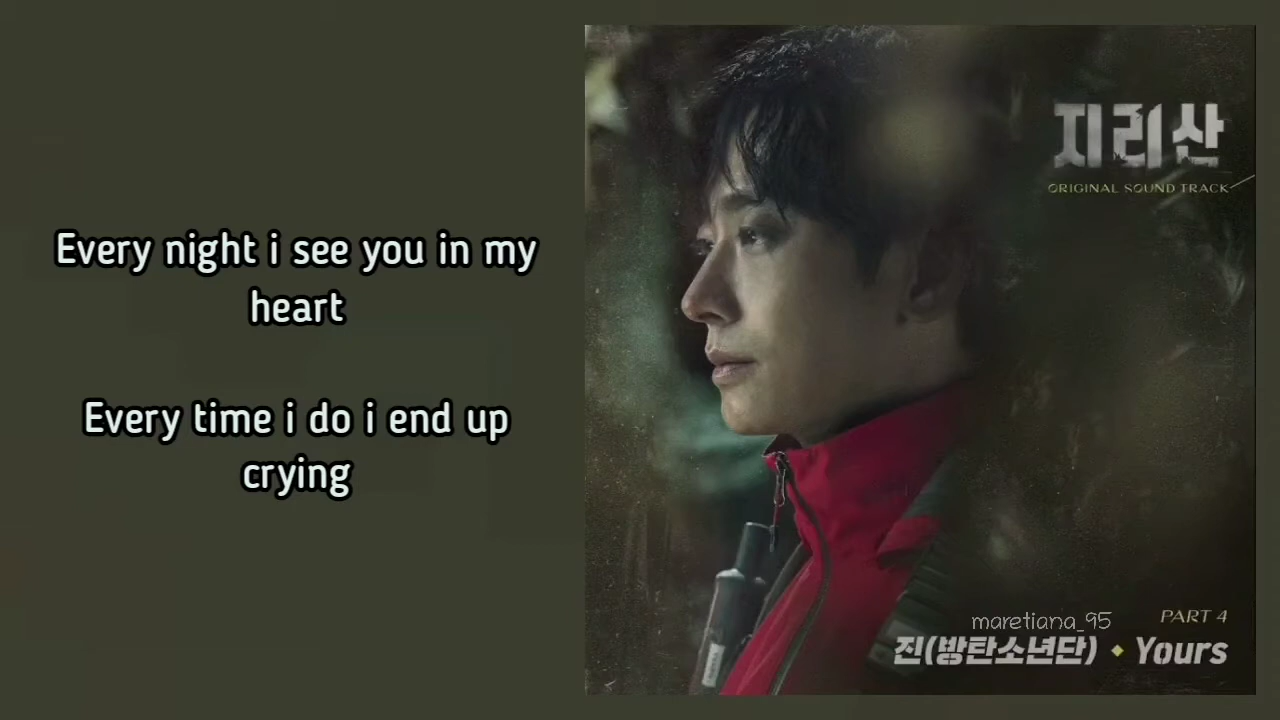 Every night i see you in my
heart
Every time i do i end up
crying
지리산
ORIGINAL SOUND TRACK
maretiana_95
PART 4
진(방탄소년단) • Yours